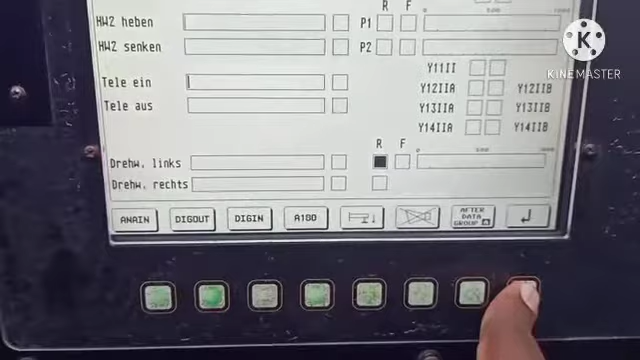 R F
HW2 heben P1
HW2 senken P2
Y11II
Tele ein Y12IIA Y12IIB
Tele aus Y13IIA Y13IIB
Y14IIA Y14IIB
R F
Drehw. links
Drehw. rechts
ANAIN DIGOUT DIGIN A180 AFTER DATA GROUP
K
KINEMASTER